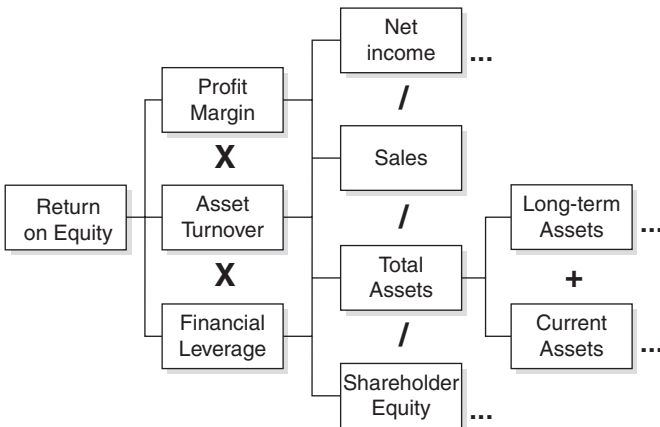 Net
income
...
/
Profit
Margin
X
Sales
/
Return
on Equity
Asset
Turnover
X
Long-term
Assets
...
Total
Assets
+
/
Financial
Leverage
Current
Assets
...
Shareholder
Equity
...